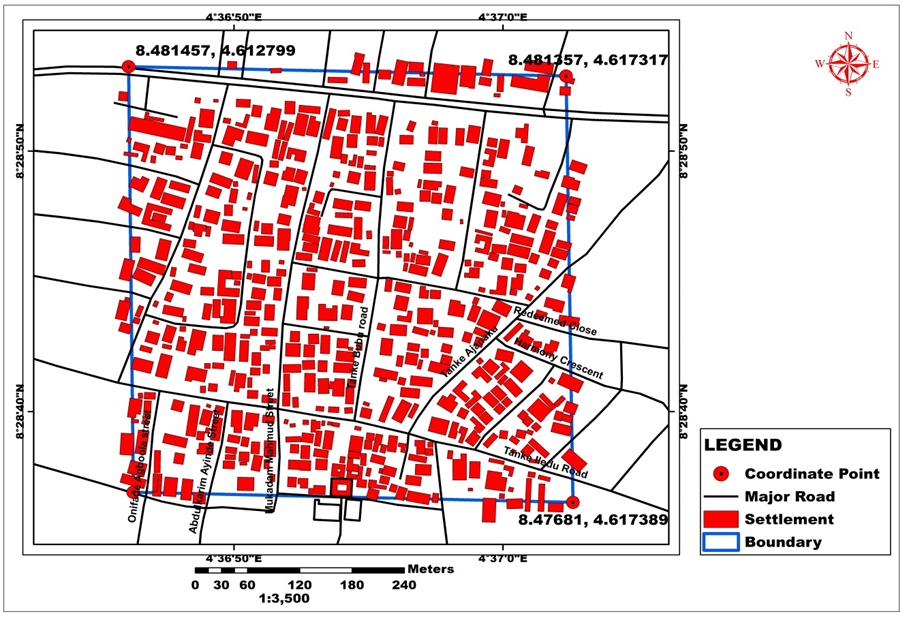 4°36'50"E
4°37'0"E
8.481457, 4.612799
8.481357, 4.617317
N
W
E
S
8°28'50"N
8°28'50"N
Redeemed Close
Harmony Crescent
Tanke Bubu road
Tanke Ajanaku
8°28'40"N
8°28'40"N
Onifade Agboola street
Abdulkarim Ayinla Street
Mukadam Mahmud Street
Tanke Iledu Road
8.47681, 4.617389
4°36'50"E
4°37'0"E
LEGEND
Coordinate Point
Major Road
Settlement
Boundary
Meters
0 30 60 120 180 240
1:3,500